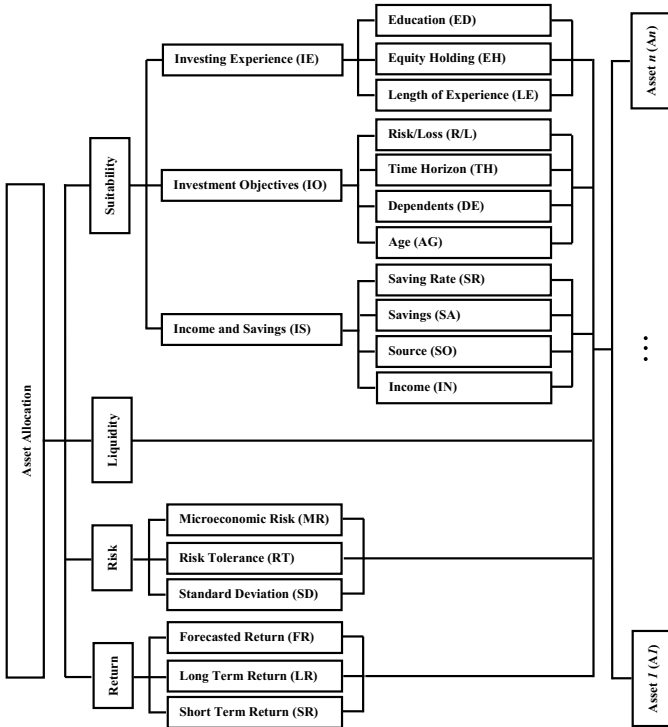 Asset Allocation
Suitability
Investing Experience (IE)
Education (ED)
Equity Holding (EH)
Length of Experience (LE)
Investment Objectives (IO)
Risk/Loss (R/L)
Time Horizon (TH)
Dependents (DE)
Age (AG)
Income and Savings (IS)
Saving Rate (SR)
Savings (SA)
Source (SO)
Income (IN)
Liquidity
Risk
Microeconomic Risk (MR)
Risk Tolerance (RT)
Standard Deviation (SD)
Return
Forecasted Return (FR)
Long Term Return (LR)
Short Term Return (SR)
Asset n (An)
...
Asset 1 (A1)